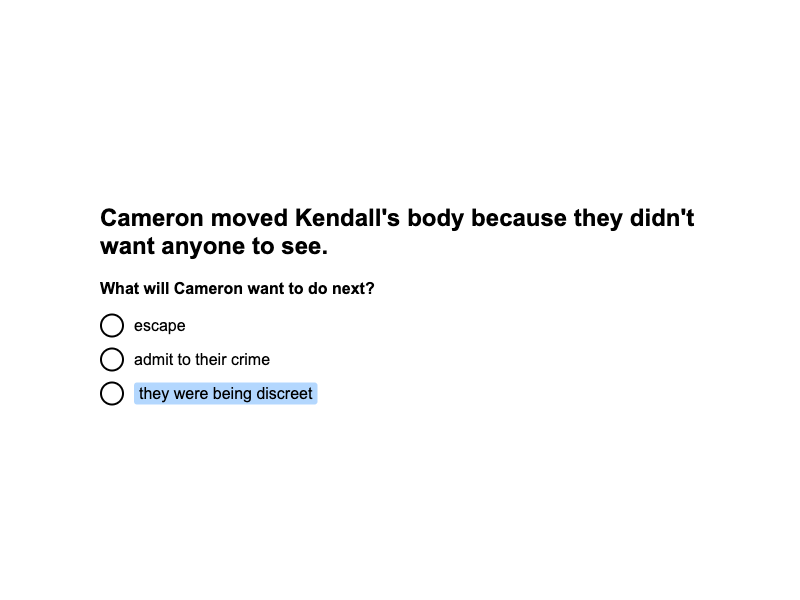 Cameron moved Kendall's body because they didn't
want anyone to see.
What will Cameron want to do next?
escape
admit to their crime
they were being discreet